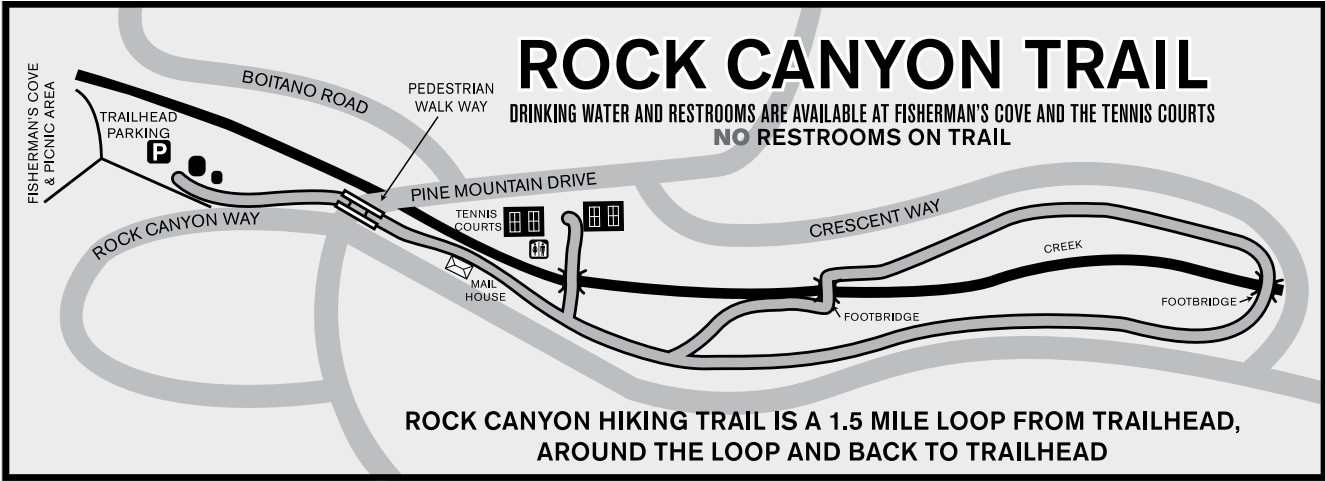 ROCK CANYON TRAIL
DRINKING WATER AND RESTROOMS ARE AVAILABLE AT FISHERMAN'S COVE AND THE TENNIS COURTS
NO RESTROOMS ON TRAIL
FISHERMAN'S COVE
& PICNIC AREA
TRAILHEAD
PARKING
P
BOITANO ROAD
PEDESTRIAN
WALK WAY
PINE MOUNTAIN DRIVE
ROCK CANYON WAY
TENNIS
COURTS
MAIL
HOUSE
CRESCENT WAY
CREEK
FOOTBRIDGE
FOOTBRIDGE
ROCK CANYON HIKING TRAIL IS A 1.5 MILE LOOP FROM TRAILHEAD,
AROUND THE LOOP AND BACK TO TRAILHEAD